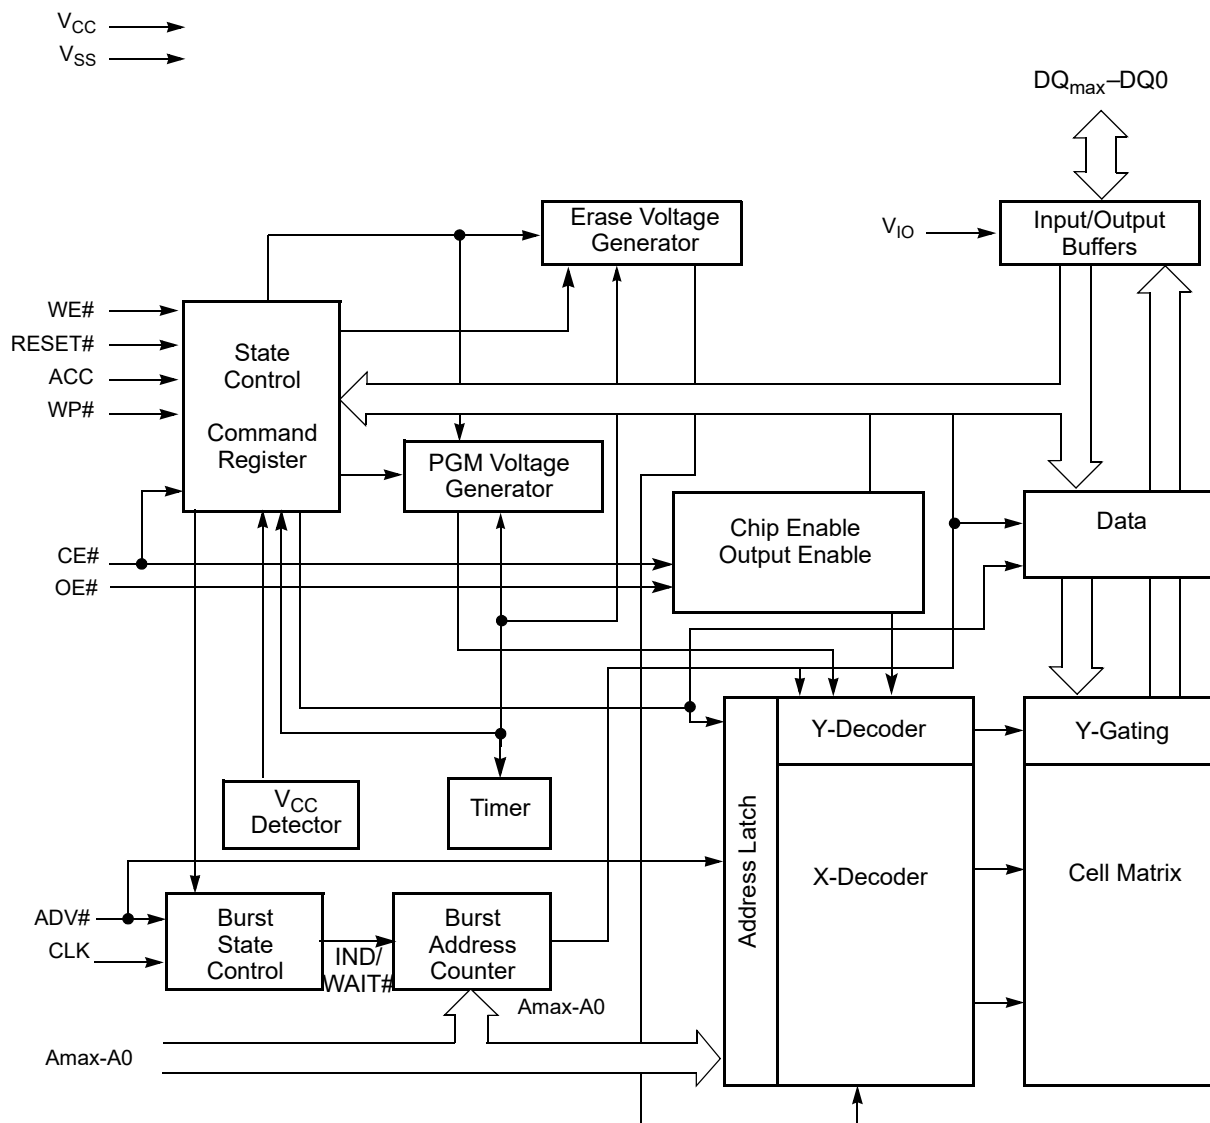 VCC
VSS
DQmax–DQ0
Erase Voltage
Generator
VIO
Input/Output
Buffers
WE#
RESET#
ACC
WP#
State
Control
Command
Register
PGM Voltage
Generator
Chip Enable
Output Enable
Data
CE#
OE#
Y-Decoder
Y-Gating
VCC
Detector
Timer
Address Latch
X-Decoder
Cell Matrix
ADV#
CLK
Burst
State
Control
IND/
WAIT#
Burst
Address
Counter
Amax-A0
Amax-A0